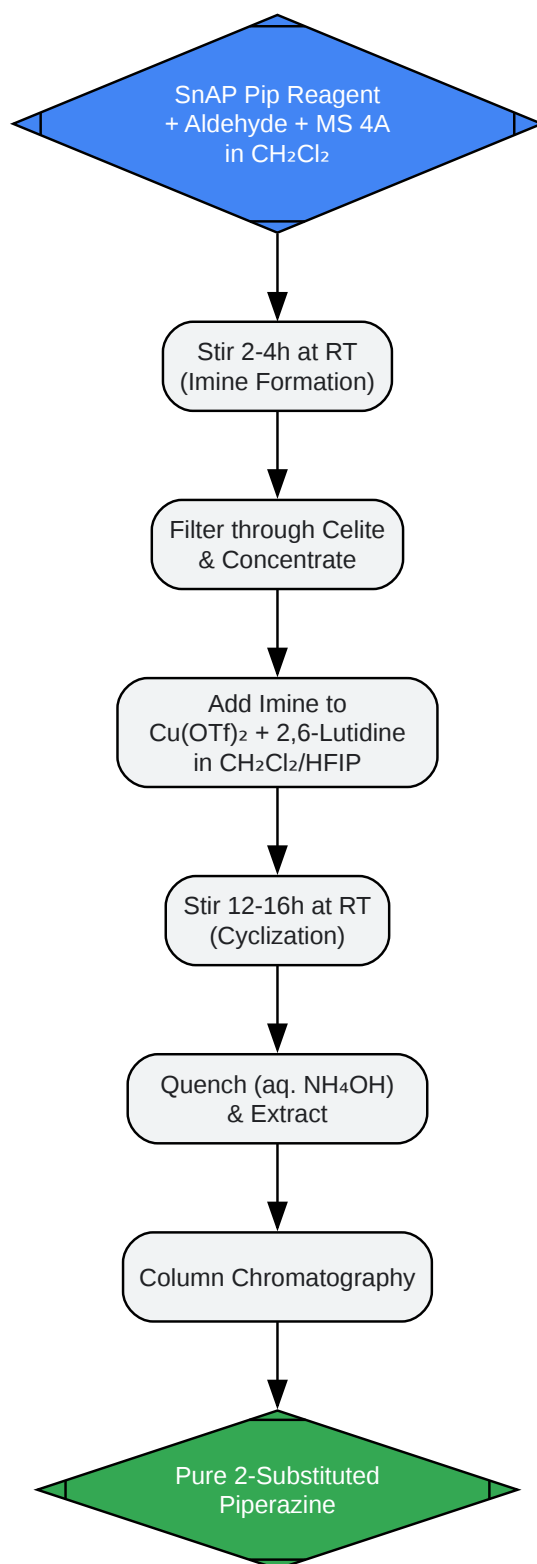 SnAP Pip Reagent
+ Aldehyde + MS 4A
in CH₂Cl₂
Stir 2-4h at RT
(Imine Formation)
Filter through Celite
& Concentrate
Add Imine to
Cu(OTf)₂ + 2,6-Lutidine
in CH₂Cl₂/HFIP
Stir 12-16h at RT
(Cyclization)
Quench (aq. NH₄OH)
& Extract
Column Chromatography
Pure 2-Substituted
Piperazine